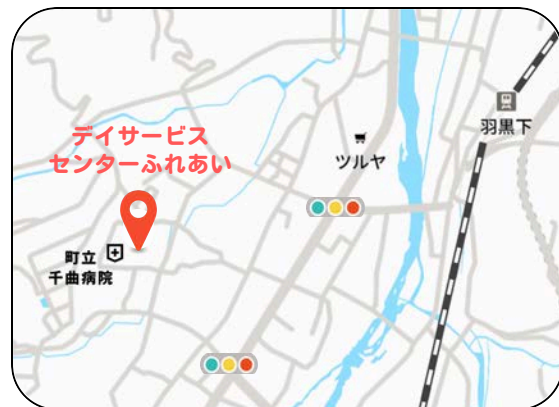 デイサービス
センターふれあい
羽黒下
ツルヤ
町立
千曲病院